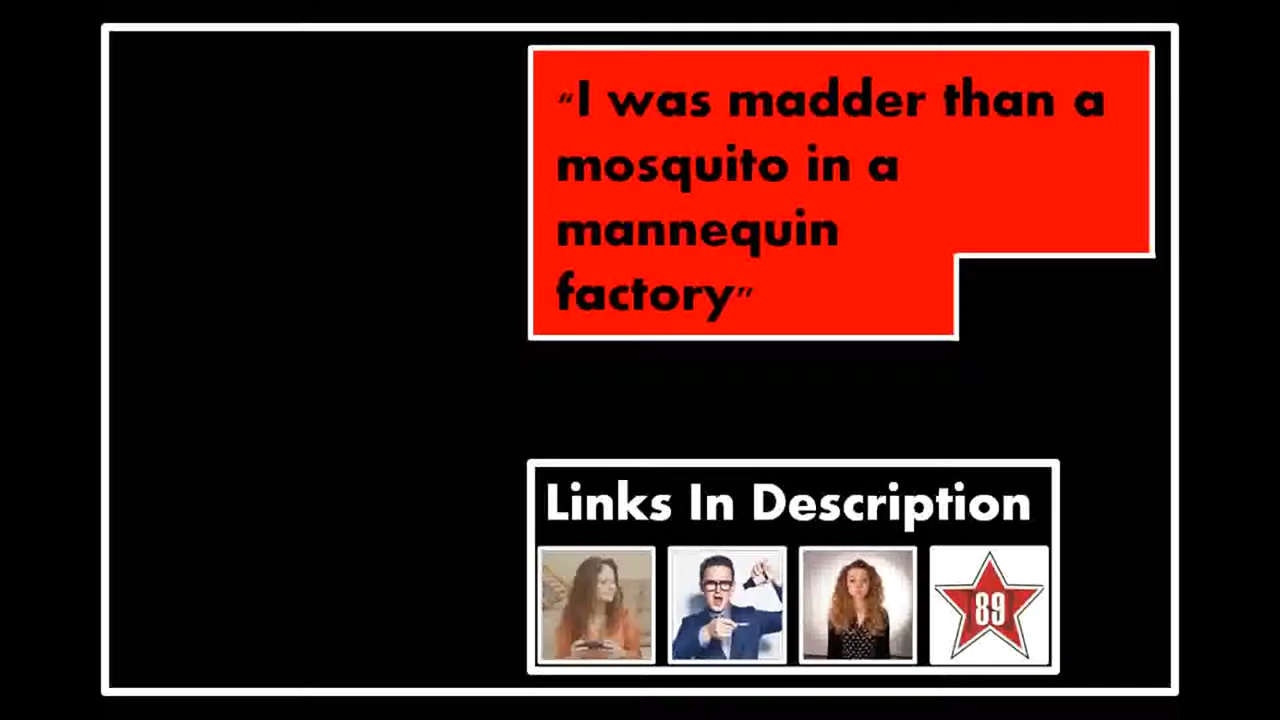 “I was madder than a
mosquito in a
mannequin
factory”
Links In Description
89